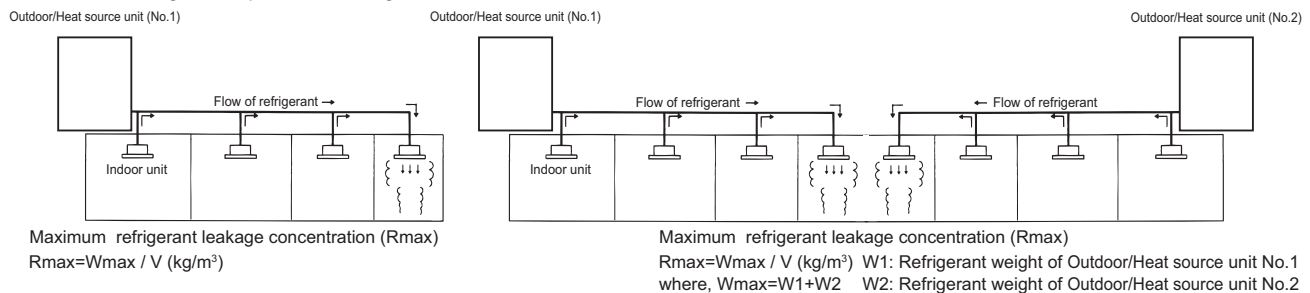 Outdoor/Heat source unit (No.1)
Flow of refrigerant →
Indoor unit
Maximum refrigerant leakage concentration (Rmax)
Rmax=Wmax / V (kg/m³)
Outdoor/Heat source unit (No.1)
Outdoor/Heat source unit (No.2)
Flow of refrigerant →
← Flow of refrigerant
Indoor unit
Maximum refrigerant leakage concentration (Rmax)
Rmax=Wmax / V (kg/m³) W1: Refrigerant weight of Outdoor/Heat source unit No.1
where, Wmax=W1+W2 W2: Refrigerant weight of Outdoor/Heat source unit No.2